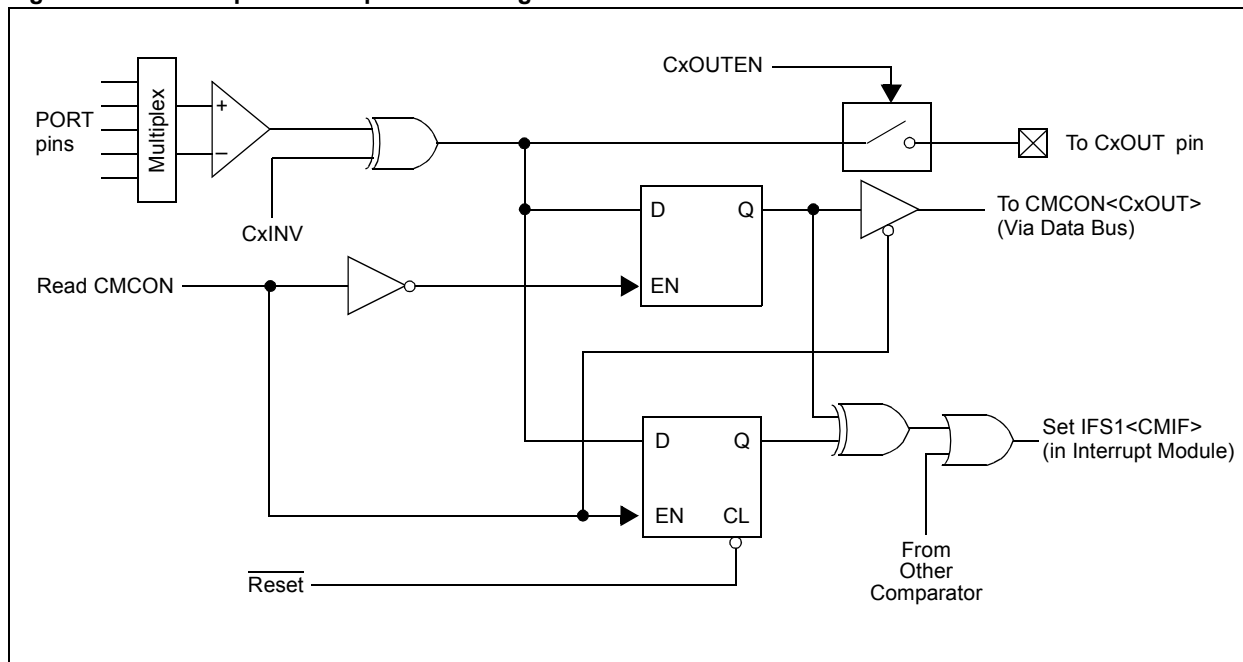 CxOUTEN
PORT
pins
Multiplex
+
–
To CxOUT pin
CxINV
D
Q
EN
To CMCON<CxOUT>
(Via Data Bus)
Read CMCON
D
Q
EN
CL
Set IFS1<CMIF>
(in Interrupt Module)
From
Other
Comparator
Reset